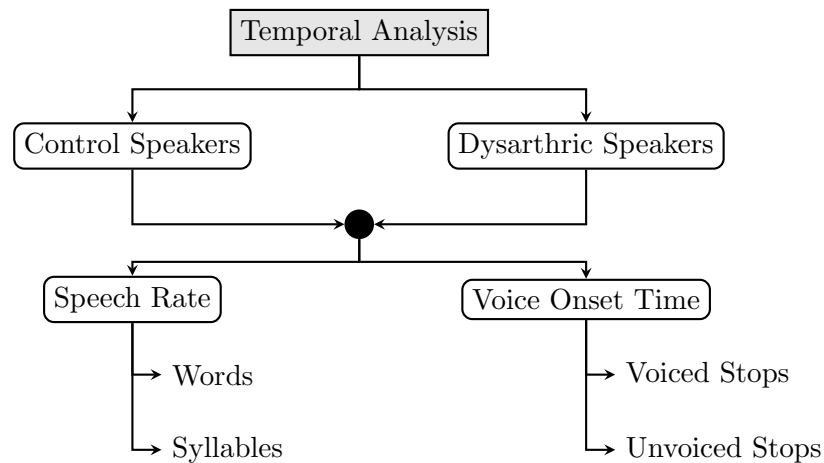 Temporal Analysis
Control Speakers
Dysarthric Speakers
Speech Rate
Voice Onset Time
Words
Voiced Stops
Syllables
Unvoiced Stops